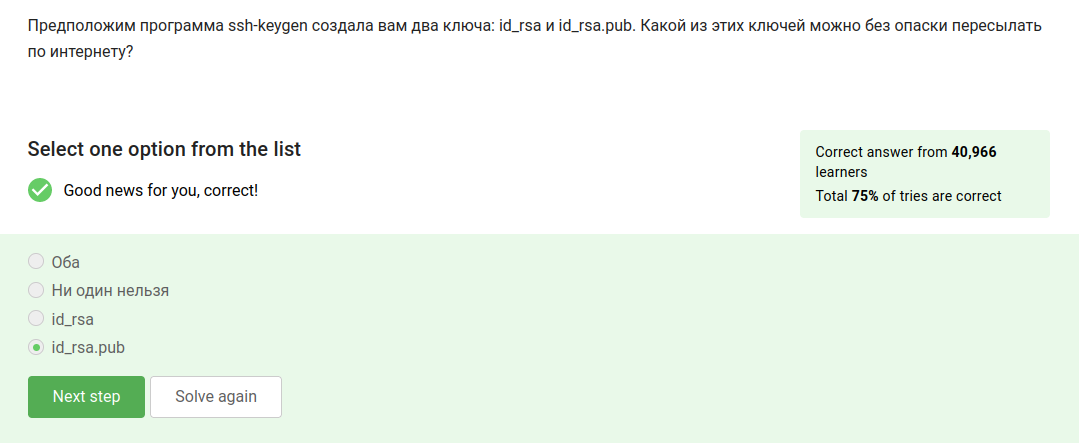 Предположим программа ssh-keygen создала вам два ключа: id_rsa и id_rsa.pub. Какой из этих ключей можно без опаски пересылать
по интернету?
Select one option from the list
Good news for you, correct!
Correct answer from 40,966
learners
Total 75% of tries are correct
Оба
Ни один нельзя
id_rsa
id_rsa.pub
Next step
Solve again